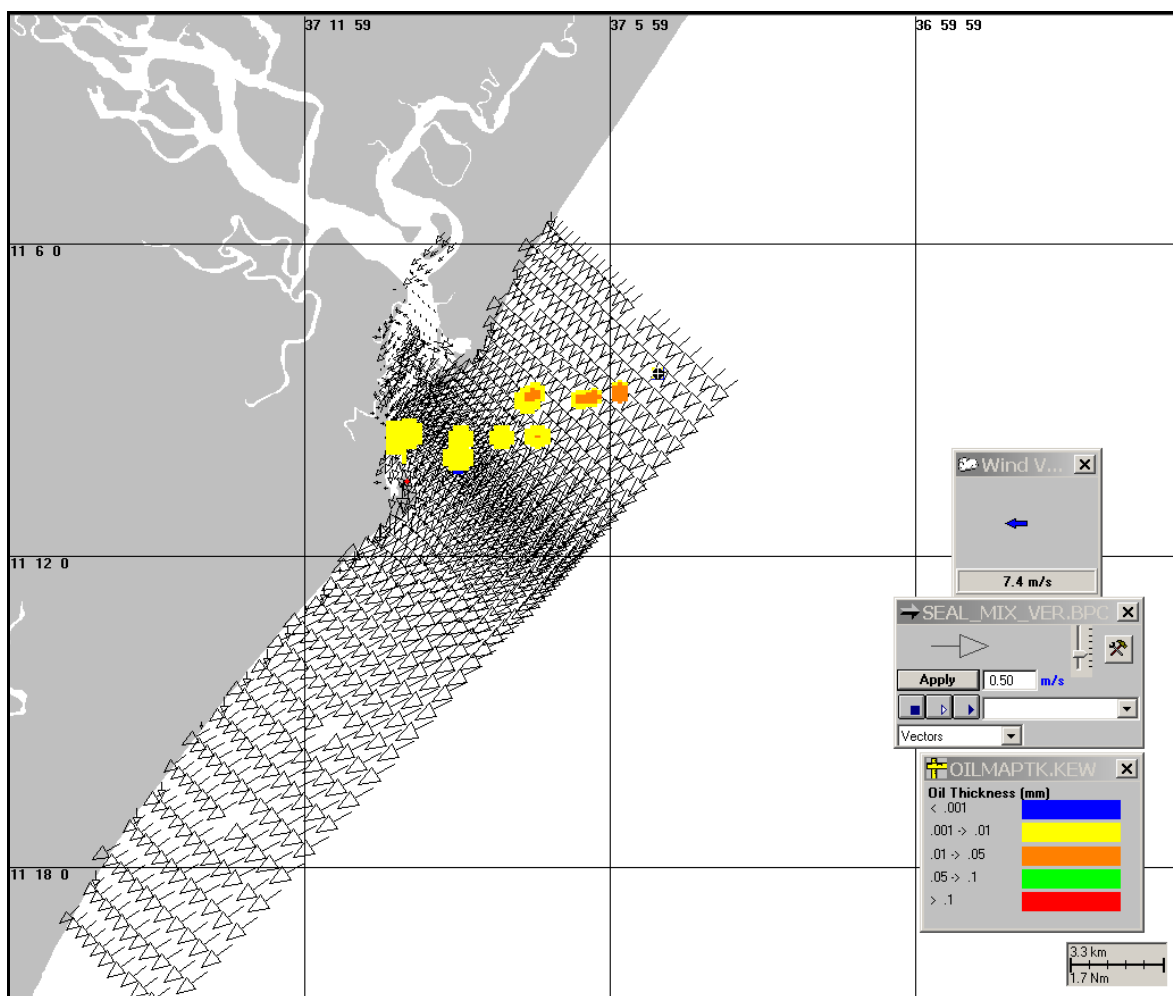 37 11 59
37 5 59
36 59 59
11 6 0
11 12 0
11 18 0
Wind V...
7.4 m/s
SEAL_MIX_VER.BPC
Apply
0.50
m/s
Vectors
OILMAPTK.KEW
Oil Thickness (mm)
< .001
.001 -> .01
.01 -> .05
.05 -> .1
> .1
3.3 km
1.7 Nm